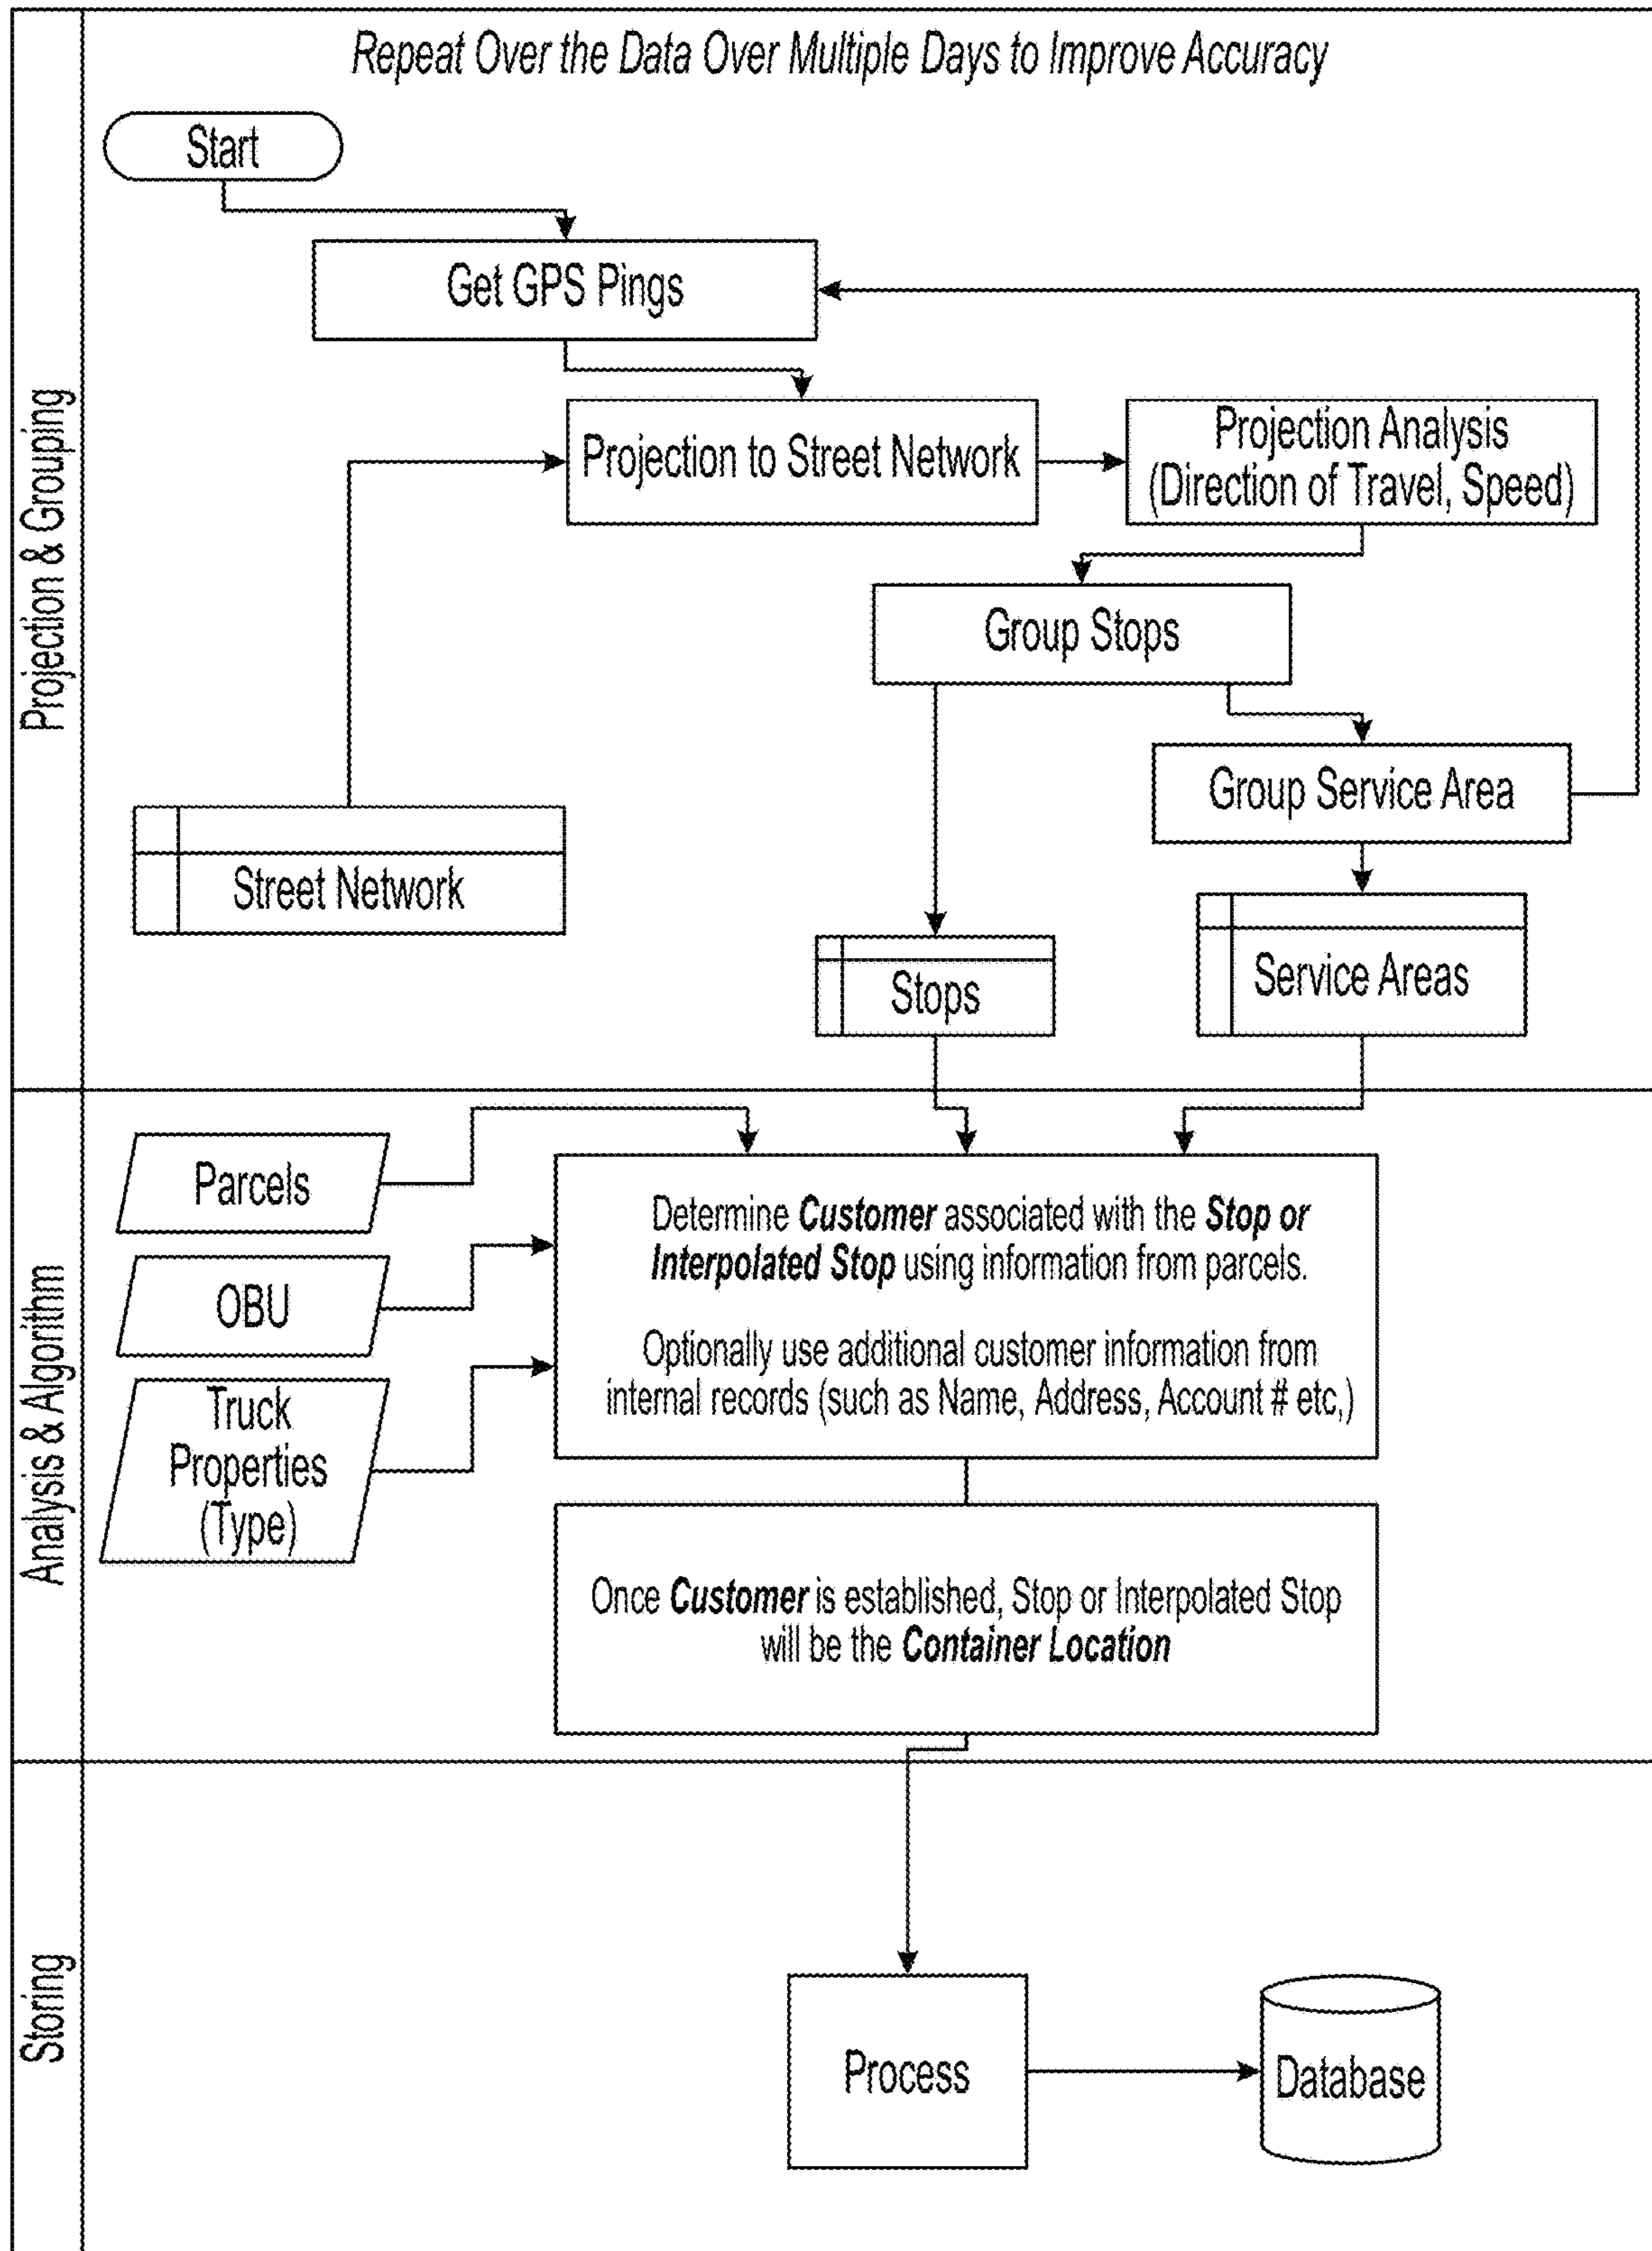 Repeat Over the Data Over Multiple Days to Improve Accuracy
Projection & Grouping
Start
Get GPS Pings
Projection to Street Network
Projection Analysis
(Direction of Travel, Speed)
Group Stops
Group Service Area
Street Network
Stops
Service Areas
Analysis & Algorithm
Parcels
OBU
Truck
Properties
(Type)
Determine Customer associated with the Stop or
Interpolated Stop using information from parcels.
Optionally use additional customer information from
internal records (such as Name, Address, Account # etc,)
Once Customer is established, Stop or Interpolated Stop
will be the Container Location
Storing
Process
Database